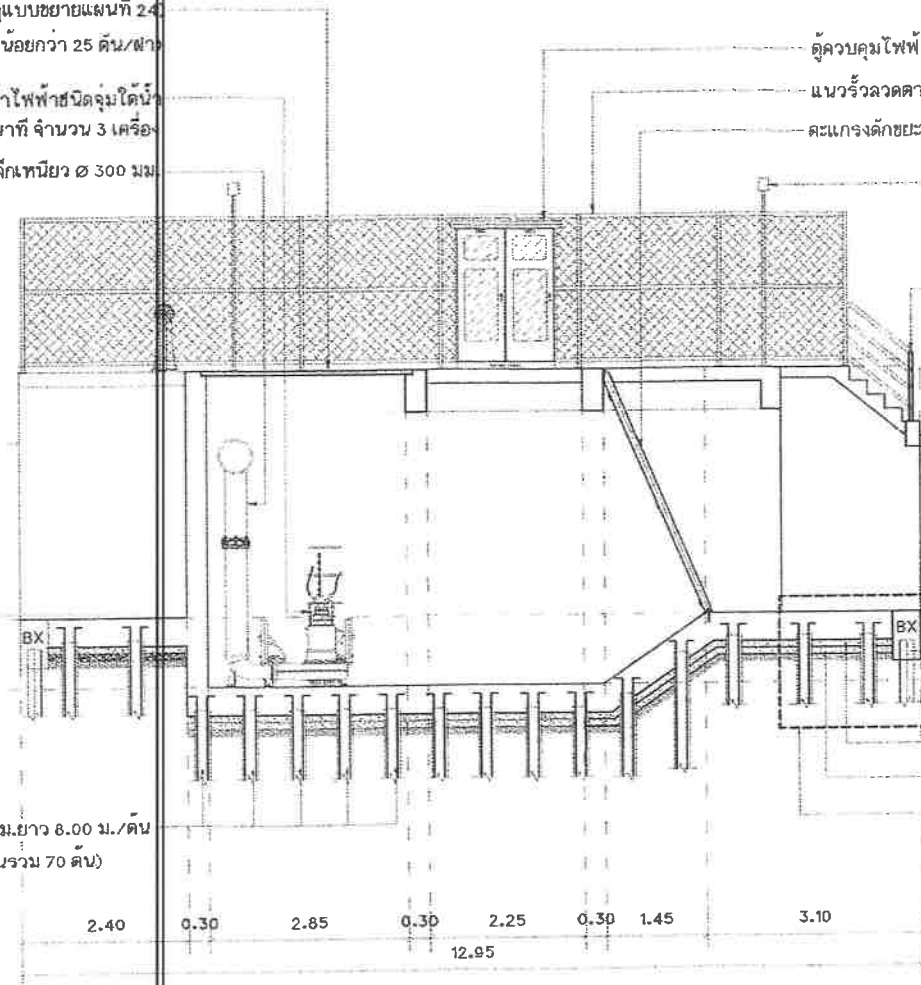 แบบขยายแผ่นที่ 24
น้อยกว่า 25 ตัน/ฝา
ไฟฟ้าชนิดจุ่มใต้น้ำ
นาที จำนวน 3 เครื่อง
ล็กเหนียว Ø 300 มม.
ตู้ควบคุมไฟฟ้
แนวรั้วลวดตา
ตะแกรงดักขยะ
BX
BX
ม.ยาว 8.00 ม./ต้น
นรวม 70 ต้น)
2.40 0.30 2.85 0.30 2.25 0.30 1.45 3.10
12.95